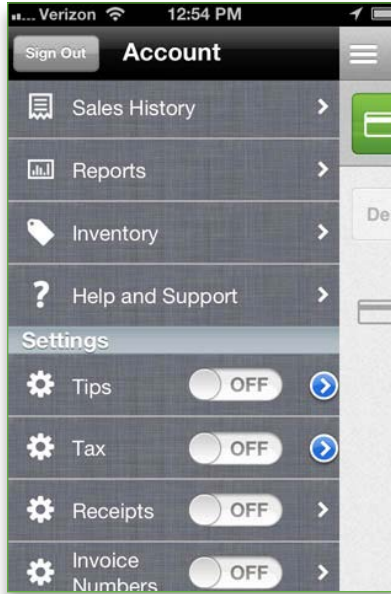 ... Verizon 12:54 PM
Sign Out Account
Sales History
Reports
Inventory
De
Help and Support
Settings
Tips OFF
Tax OFF
Receipts OFF
Invoice
Numbers OFF